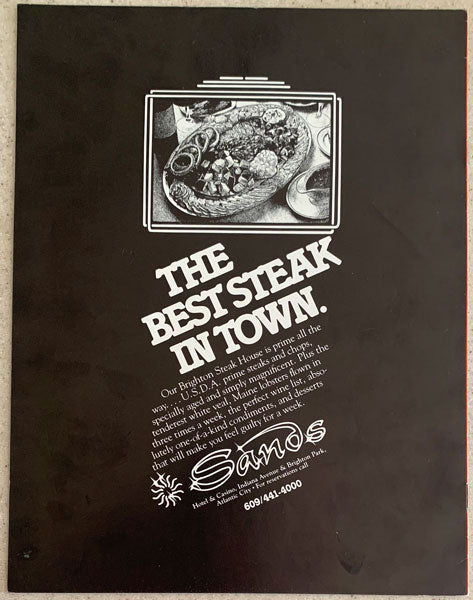 THE
BEST STEAK
IN TOWN.
Our Brighton Steak House is prime all the
way. . . . U.S.D.A. prime steaks and chops,
specially aged and simply magnificent. Plus the
tenderest white veal, Maine lobsters flown in
three times a week, the perfect wine list, abso-
lutely one-of-a-kind condiments, and desserts
that will make you feel guilty for a week.
Sands
Hotel & Casino, Indiana Avenue & Brighton Park,
Atlantic City • For reservations call
609/441-4000